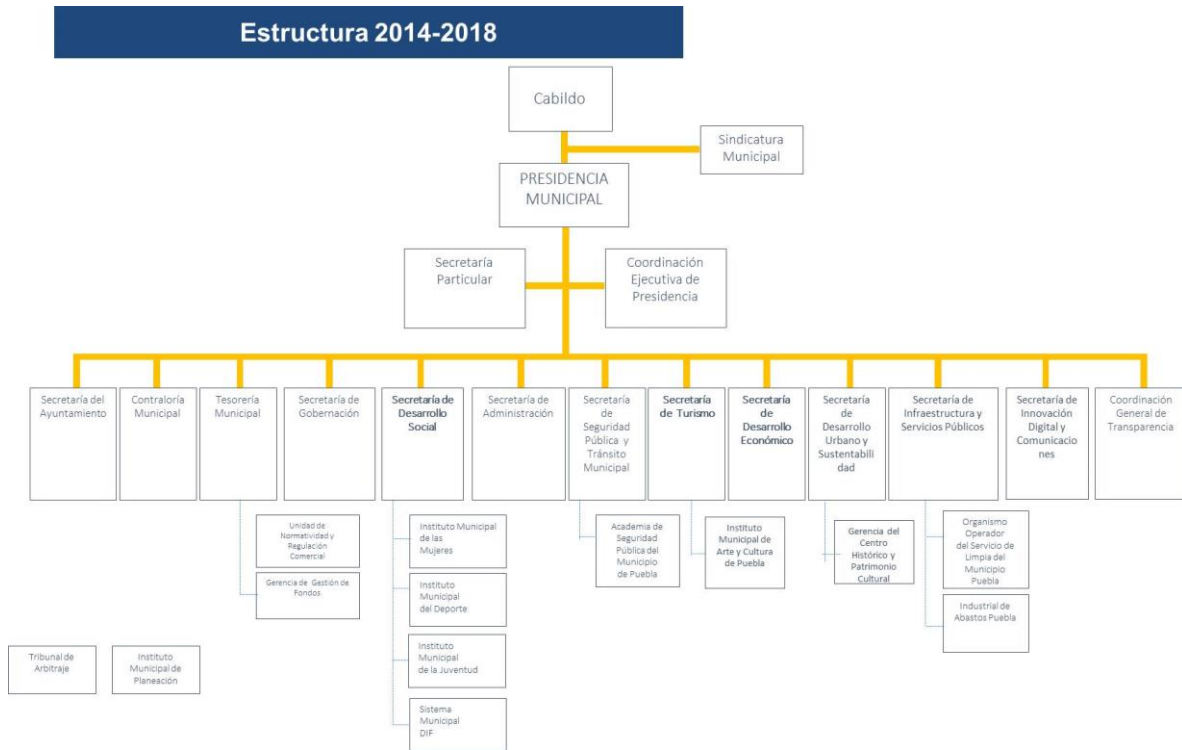 Estructura 2014-2018
Cabildo
Sindicatura
Municipal
PRESIDENCIA
MUNICIPAL
Secretaría
Particular
Coordinación
Ejecutiva de
Presidencia
Secretaría del
Ayuntamiento
Contraloría
Municipal
Tesorería
Municipal
Secretaría de
Gobernación
Secretaría de
Desarrollo
Social
Secretaría de
Administración
Secretaría
de
Seguridad
Pública y
Tránsito
Municipal
Secretaría
de Turismo
Secretaría
de
Desarrollo
Económico
Secretaría
de
Desarrollo
Urbano y
Sustentabili
dad
Secretaría de
Infraestructura y
Servicios Públicos
Secretaría de
Innovación
Digital y
Comunicacio
nes
Coordinación
General de
Transparencia
Unidad de
Normatividad y
Regulación
Comercial
Gerencia de Gestión de
Fondos
Instituto Municipal
de las
Mujeres
Instituto
Municipal
del Deporte
Instituto
Municipal
de la Juventud
Sistema
Municipal
DIF
Academia de
Seguridad
Pública del
Municipio
de Puebla
Instituto
Municipal de
Arte y Cultura
de Puebla
Gerencia del
Centro
Histórico y
Patrimonio
Cultural
Organismo
Operador
del Servicio de
Limpia del
Municipio
Puebla
Industrial de
Abastos Puebla
Tribunal de
Arbitraje
Instituto
Municipal de
Planeación